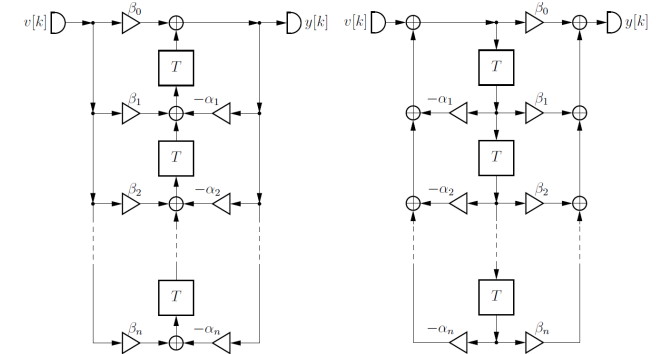 v[k] β₀ y[k] v[k] β₀ y[k]
T T
β₁ −α₁ −α₁ β₁
T T
β₂ −α₂ −α₂ β₂
T T
βₙ −αₙ −αₙ βₙ